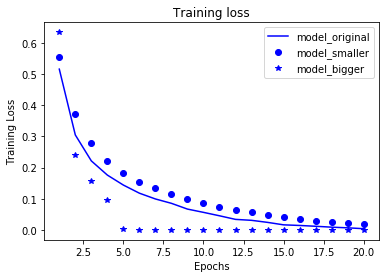 Training loss
model_original
model_smaller
model_bigger
Training Loss
0.6
0.5
0.4
0.3
0.2
0.1
0.0
2.5 5.0 7.5 10.0 12.5 15.0 17.5 20.0
Epochs